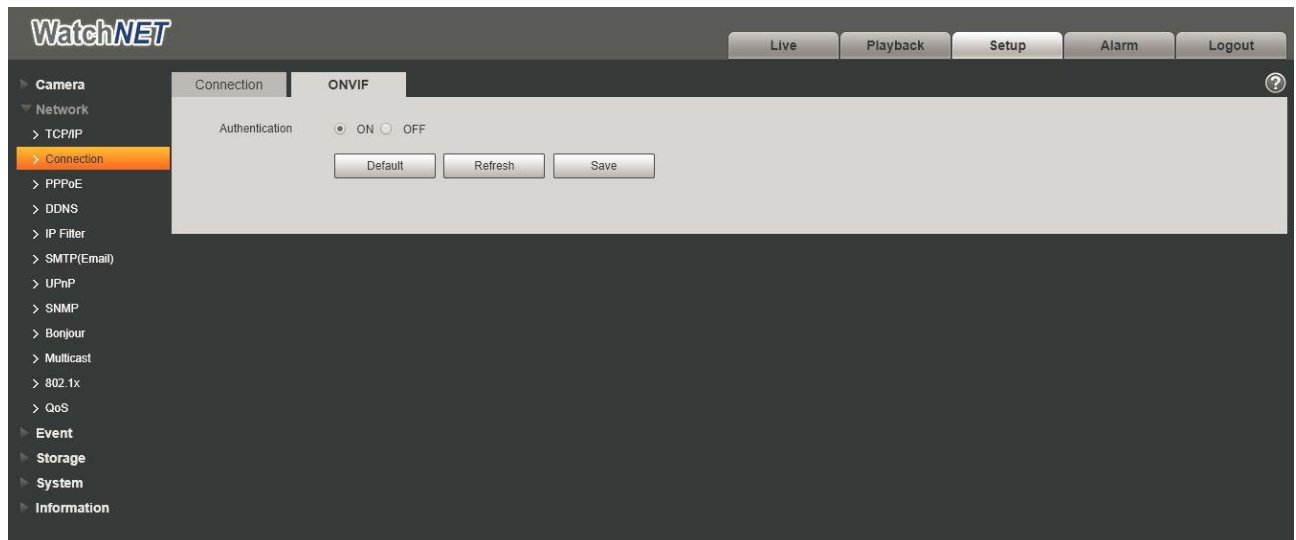 WatchNET
Live Playback Setup Alarm Logout
Camera
Network
TCP/IP
Connection
PPPoE
DDNS
IP Filter
SMTP(Email)
UPnP
SNMP
Bonjour
Multicast
802.1x
QoS
Event
Storage
System
Information
Connection ONVIF
?
Authentication ON OFF
Default Refresh Save